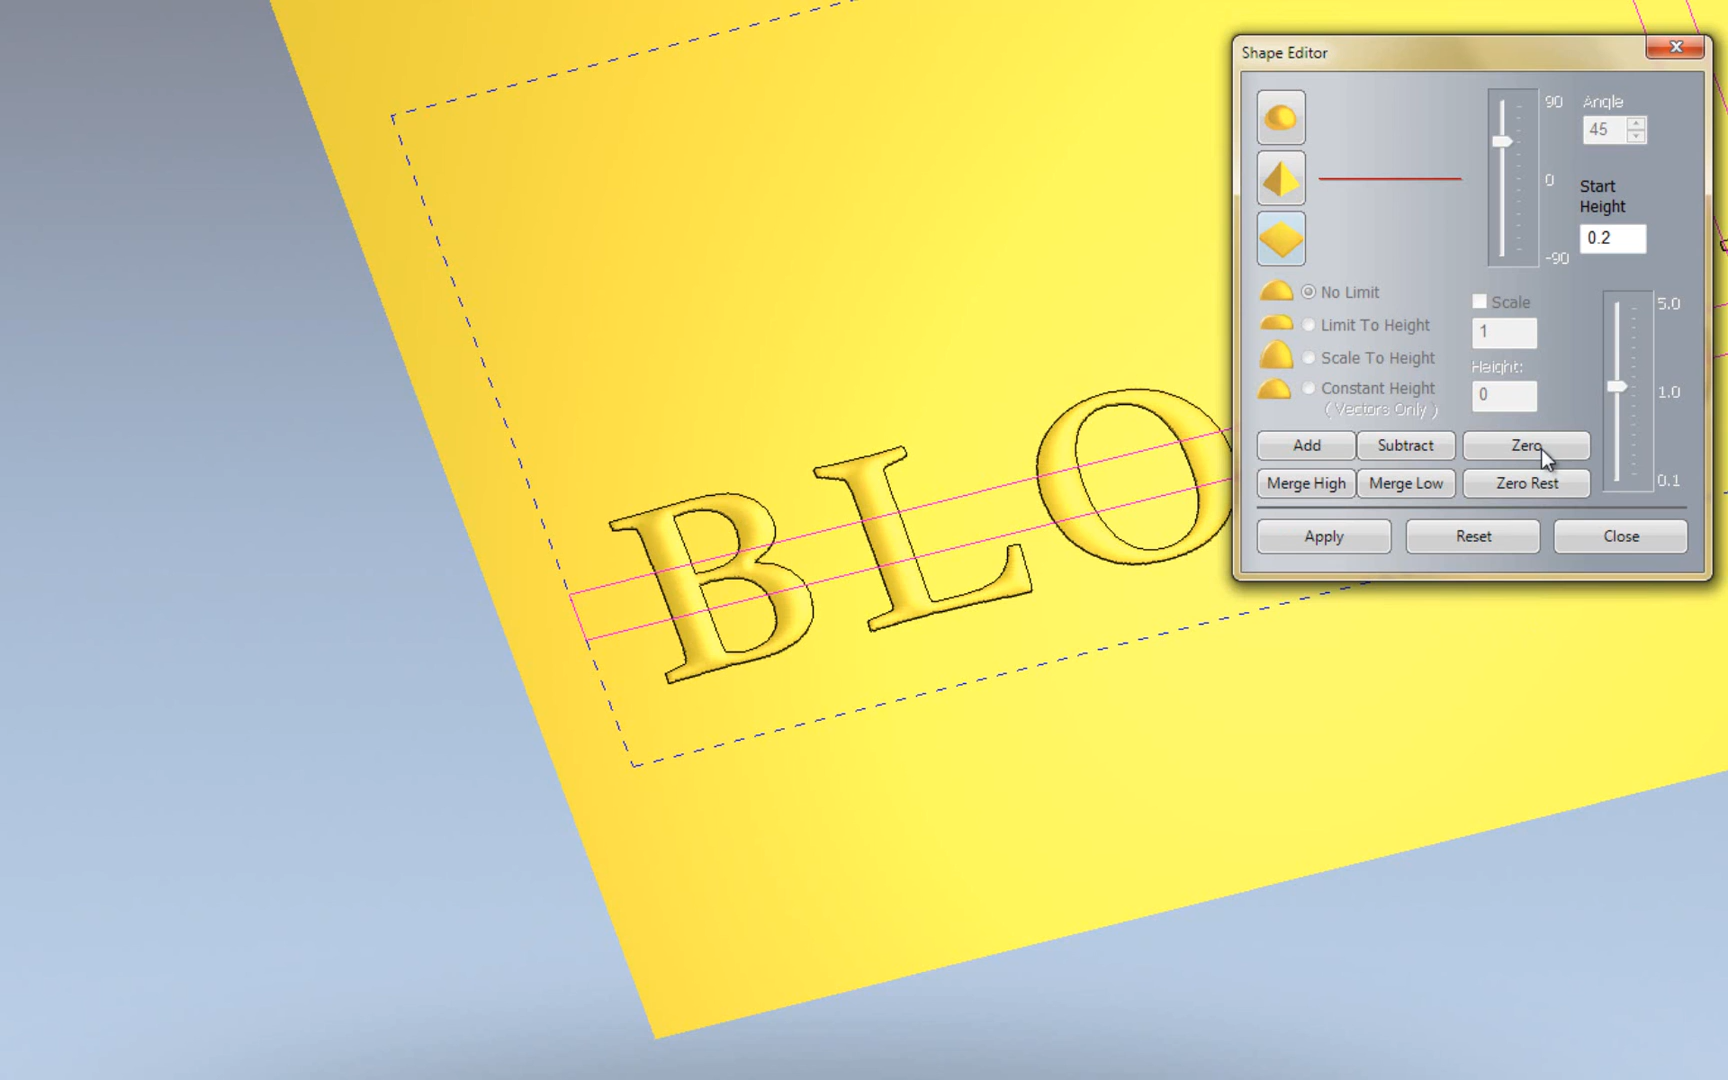 Shape Editor
90
Angle
45
0
Start
Height
0.2
-90
No Limit
Scale
5.0
Limit To Height
1
Scale To Height
Height:
Constant Height
0
1.0
( Vectors Only )
Add
Subtract
Zero
Merge High
Merge Low
Zero Rest
0.1
Apply
Reset
Close
BLO